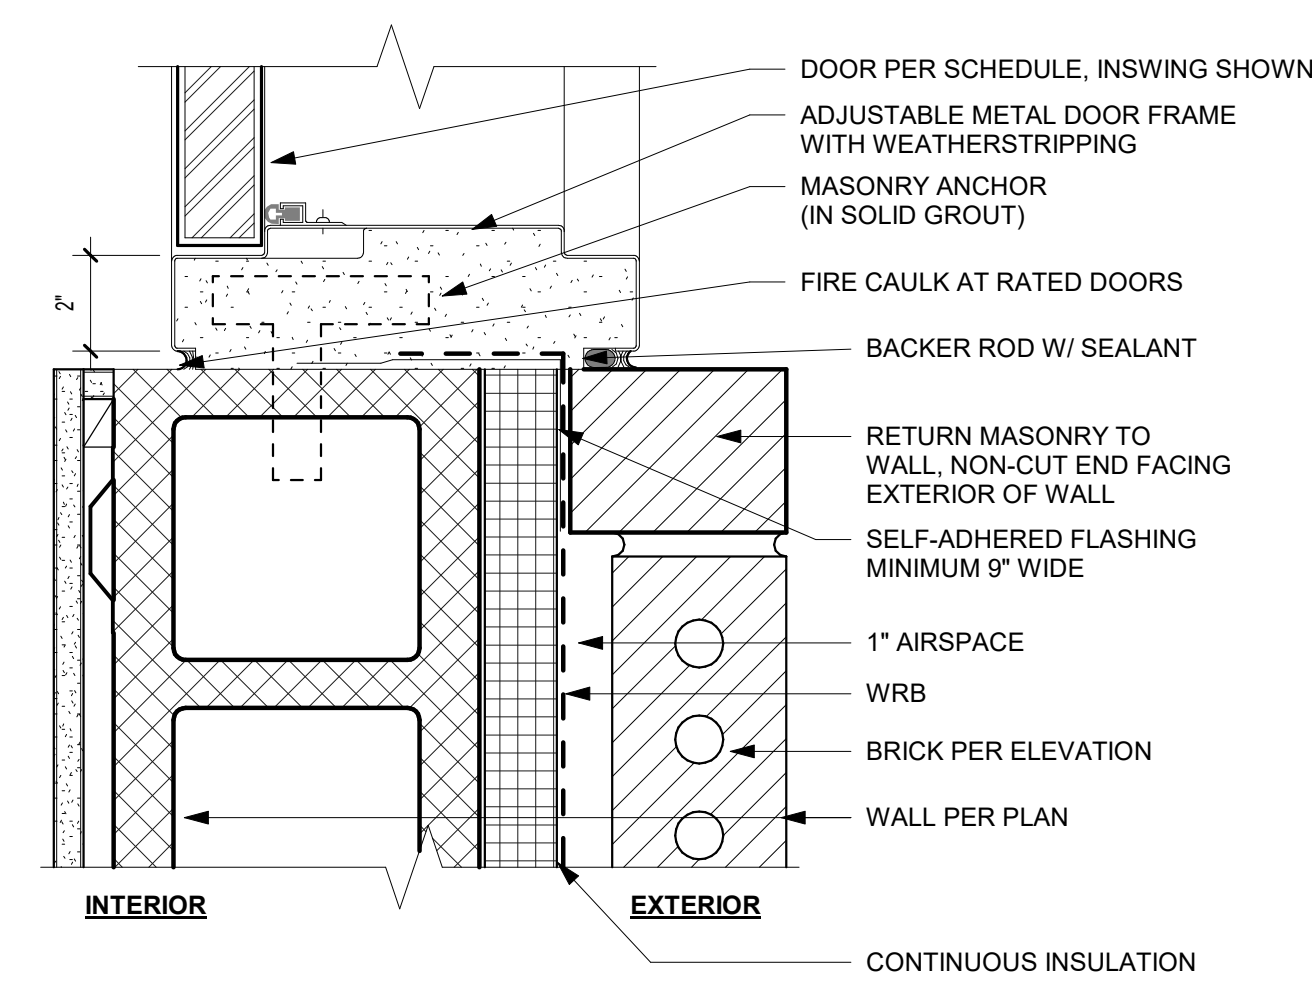 DOOR PER SCHEDULE, INSWING SHOWN
ADJUSTABLE METAL DOOR FRAME
WITH WEATHERSTRIPPING
MASONRY ANCHOR
(IN SOLID GROUT)
FIRE CAULK AT RATED DOORS
2"
BACKER ROD W/ SEALANT
RETURN MASONRY TO
WALL, NON-CUT END FACING
EXTERIOR OF WALL
SELF-ADHERED FLASHING
MINIMUM 9" WIDE
1" AIRSPACE
WRB
BRICK PER ELEVATION
WALL PER PLAN
INTERIOR
EXTERIOR
CONTINUOUS INSULATION